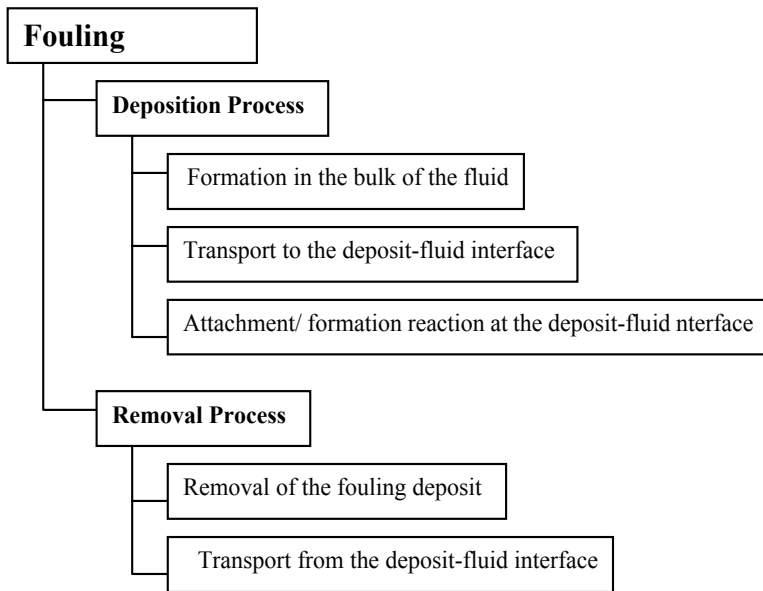 Fouling
Deposition Process
Formation in the bulk of the fluid
Transport to the deposit-fluid interface
Attachment/ formation reaction at the deposit-fluid nterface
Removal Process
Removal of the fouling deposit
Transport from the deposit-fluid interface